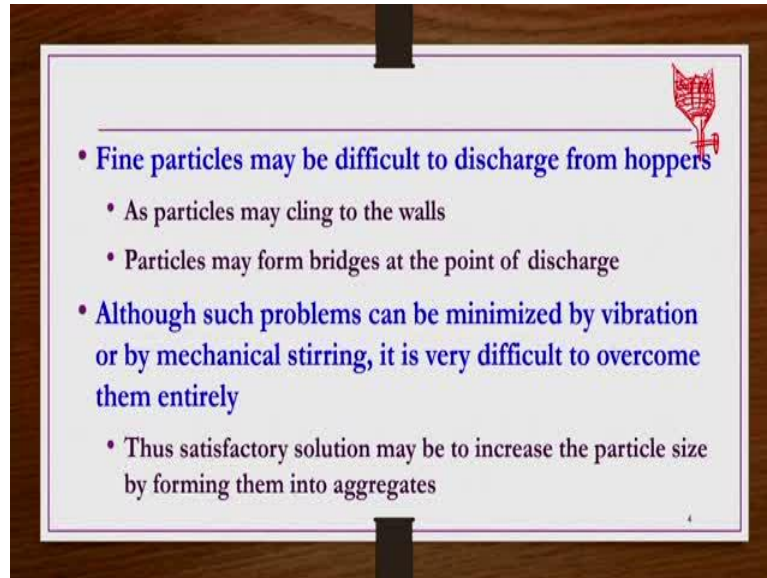 • Fine particles may be difficult to discharge from hoppers
• As particles may cling to the walls
• Particles may form bridges at the point of discharge
• Although such problems can be minimized by vibration
or by mechanical stirring, it is very difficult to overcome
them entirely
• Thus satisfactory solution may be to increase the particle size
by forming them into aggregates
4